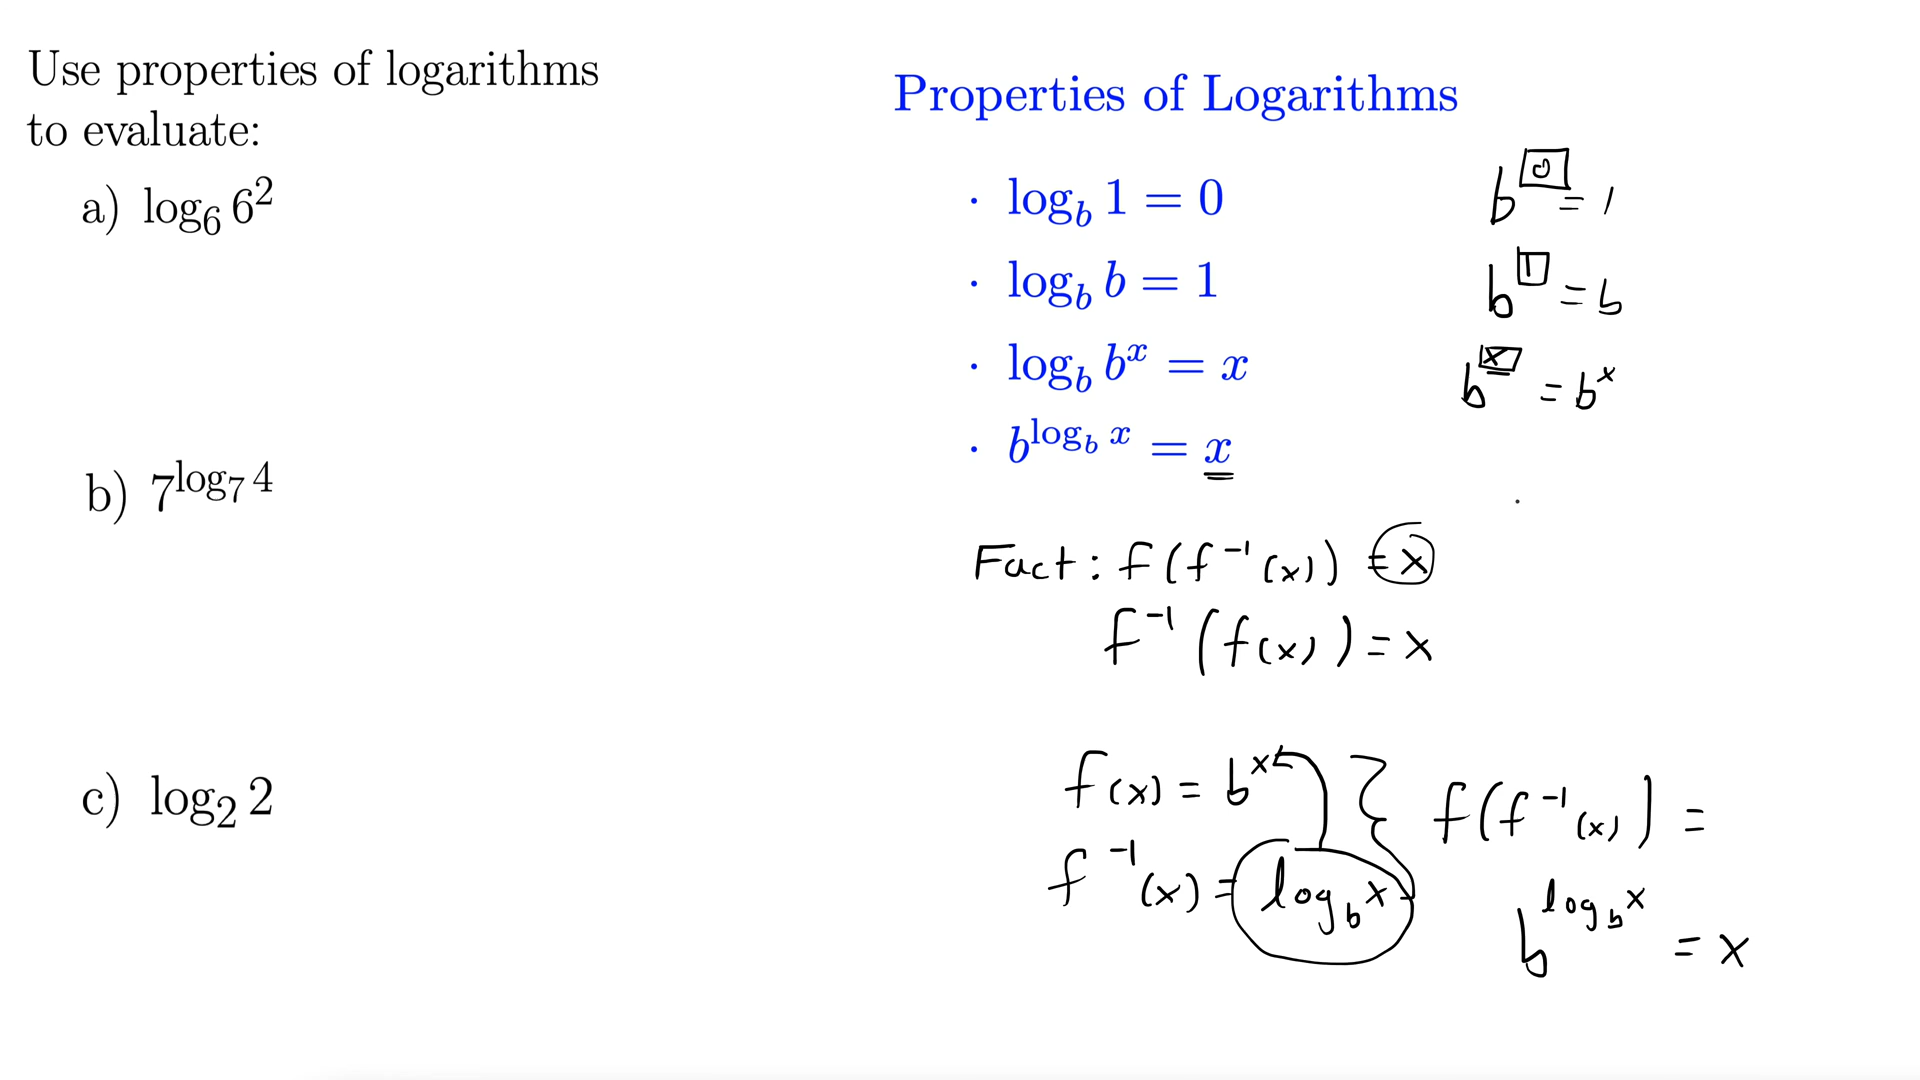 Use properties of logarithms
to evaluate:
a) log₆ 6²
b) 7^(log₇ 4)
c) log₂ 2
Properties of Logarithms
· log_b 1 = 0
b^0 = 1
· log_b b = 1
b^1 = b
· log_b b^x = x
b^x = b^x
· b^(log_b x) = x
Fact: f(f⁻¹(x)) = x
f⁻¹(f(x)) = x
f(x) = b^x
f⁻¹(x) = log_b x
f(f⁻¹(x)) =
b^(log_b x) = x